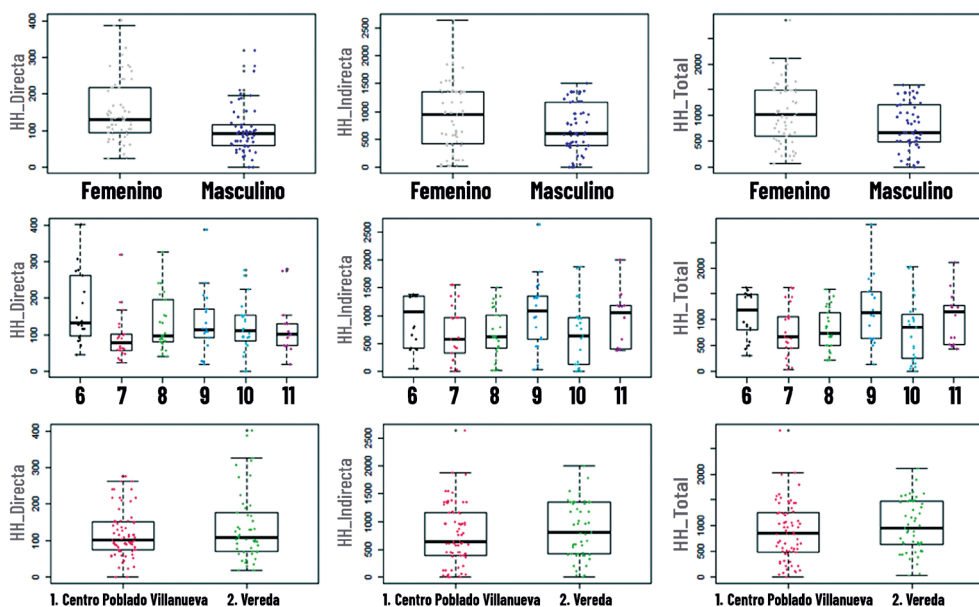 HH_Directa
400
300
200
100
0
Femenino Masculino
HH_Indirecta
2500
2000
1500
1000
500
0
Femenino Masculino
HH_Total
2000
1000
500
0
Femenino Masculino
HH_Directa
400
300
200
100
0
6 7 8 9 10 11
HH_Indirecta
2500
2000
1500
1000
500
0
6 7 8 9 10 11
HH_Total
2000
1000
500
0
6 7 8 9 10 11
HH_Directa
400
300
200
100
0
1. Centro Poblado Villanueva 2. Vereda
HH_Indirecta
2500
2000
1500
1000
500
0
1. Centro Poblado Villanueva 2. Vereda
HH_Total
2000
1000
500
0
1. Centro Poblado Villanueva 2. Vereda